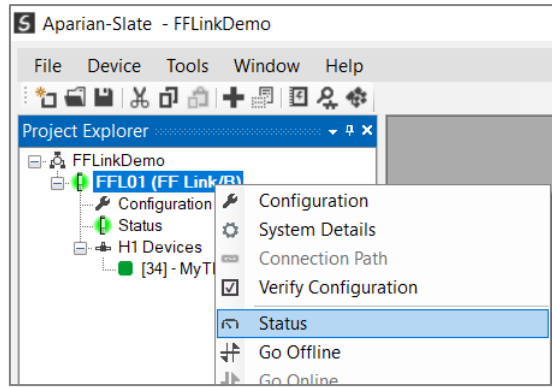 S Aparian-Slate - FFLinkDemo
File Device Tools Window Help
Project Explorer
FFLinkDemo
FFL01 (FF Link/B)
Configuration
Status
H1 Devices
[34] - MyT
Configuration
System Details
Connection Path
Verify Configuration
Status
Go Offline
Go Online